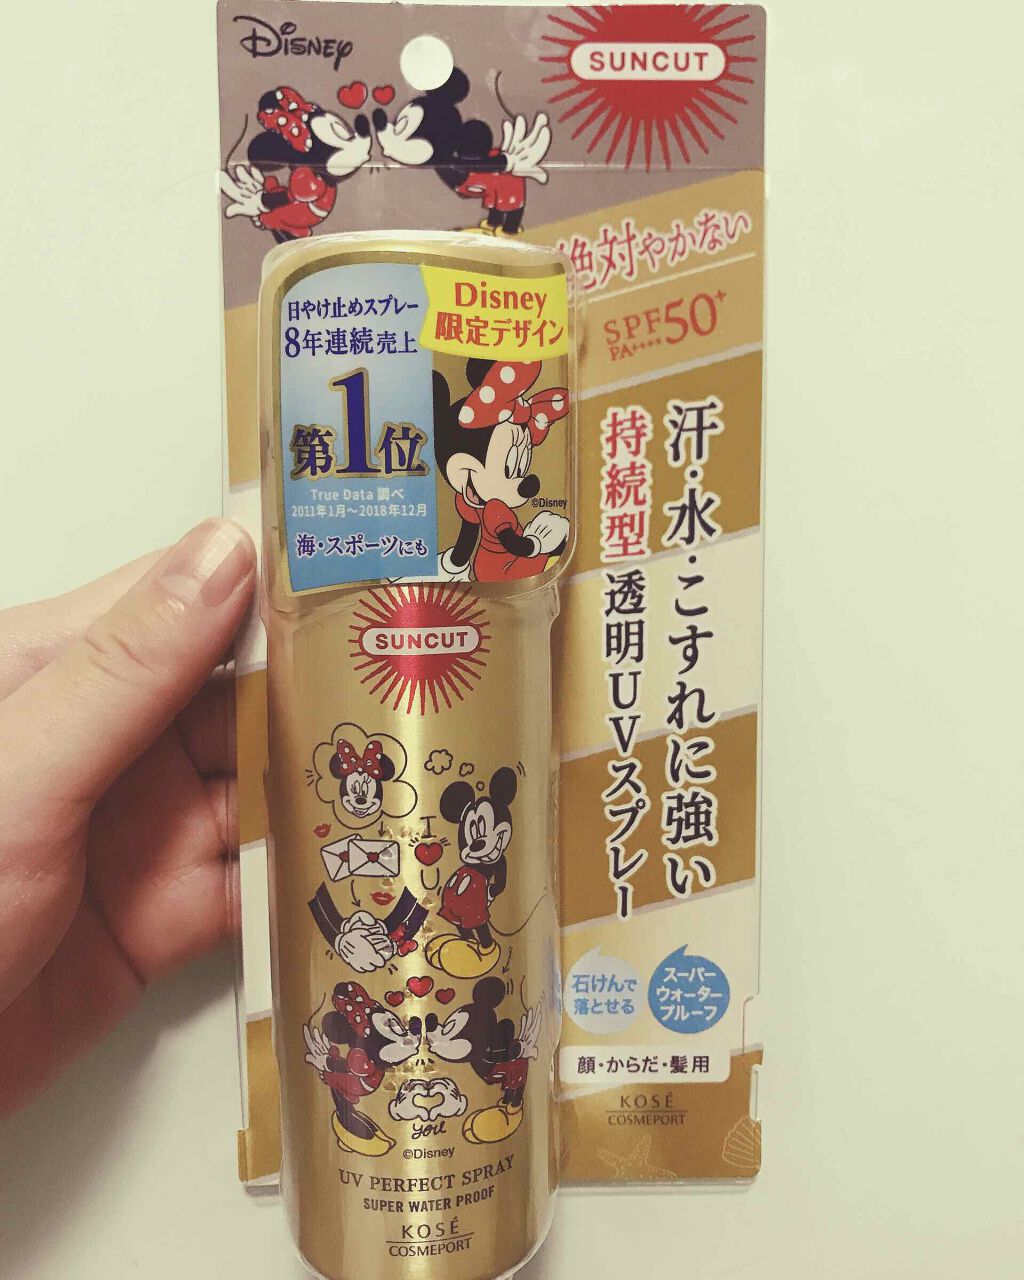 Disney
SUNCUT
絶対やかない
SPF50+
PA++++
汗・水・こすれに強い
持続型透明UVスプレー
日やけ止めスプレー
8年連続売上
第1位
True Data 調べ
2011年1月～2018年12月
海・スポーツにも
Disney
限定デザイン
©Disney
SUNCUT
I
U
you
©Disney
UV PERFECT SPRAY
SUPER WATER PROOF
KOSÉ
COSMEPORT
石けんで
落とせる
スーパー
ウォーター
プルーフ
顔・からだ・髪用
KOSÉ
COSMEPORT